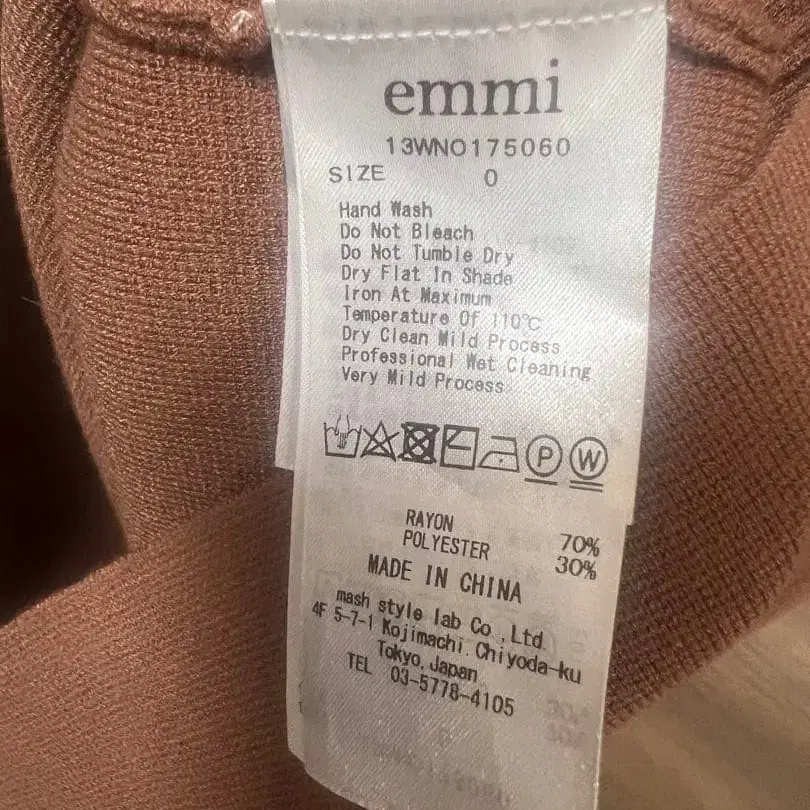 emmi
13WNO175060
SIZE 0
Hand Wash
Do Not Bleach
Do Not Tumble Dry
Dry Flat In Shade
Iron At Maximum
Temperature Of 110℃
Dry Clean Mild Process
Professional Wet Cleaning
Very Mild Process
P W
RAYON 70%
POLYESTER 30%
MADE IN CHINA
mash style lab Co.,Ltd.
4F 5-7-1 Kojimachi.Chiyoda-ku
Tokyo,Japan
TEL 03-5778-4105